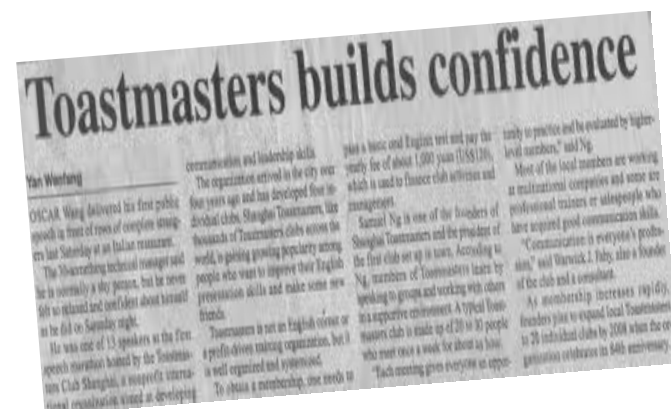 Toastmasters builds confidence
Yan Wenfang
OSCAR Wang delivered his first public
speech in front of rows of complete strang-
ers last Saturday at an Italian restaurant.
The 30-something technical manager said
he is normally a shy person, but he never
felt so relaxed and confident about himself
as he did on Saturday night.
He was one of 13 speakers at the first
speech marathon hosted by the Toastmas-
ters Club Shanghai, a nonprofit interna-
tional organization aimed at developing
communication and leadership skills.
The organization arrived in the city over
four years ago and has developed four in-
dividual clubs. Shanghai Toastmasters, like
thousands of Toastmasters clubs across the
world, is gaining growing popularity among
people who want to improve their English
presentation skills and make some new
friends.
Toastmasters is not an English corner or
a profit-driven training organization, but it
is well organized and systemized.
To obtain a membership, one needs to
pass a basic oral English test and pay the
yearly fee of about 1,000 yuan (US$120),
which is used to finance club activities and
management.
Samuel Ng is one of the founders of
Shanghai Toastmasters and the president of
the first club set up in town. According to
Ng, members of Toastmasters learn by
speaking to groups and working with others
in a supportive environment. A typical Toast-
masters club is made up of 20 to 30 people
who meet once a week for about an hour.
"Each meeting gives everyone an oppor-
tunity to practice and be evaluated by higher-
level members," said Ng.
Most of the local members are working
at multinational companies and some are
professional trainers or salespeople who
have acquired good communication skills.
"Communication is everyone's profes-
sion," said Warwick J. Fahy, also a founder
of the club and a consultant.
As membership increases rapidly,
founders plan to expand local Toastmasters
to 28 individual clubs by 2008 when the or-
ganization celebrates its 84th anniversary.